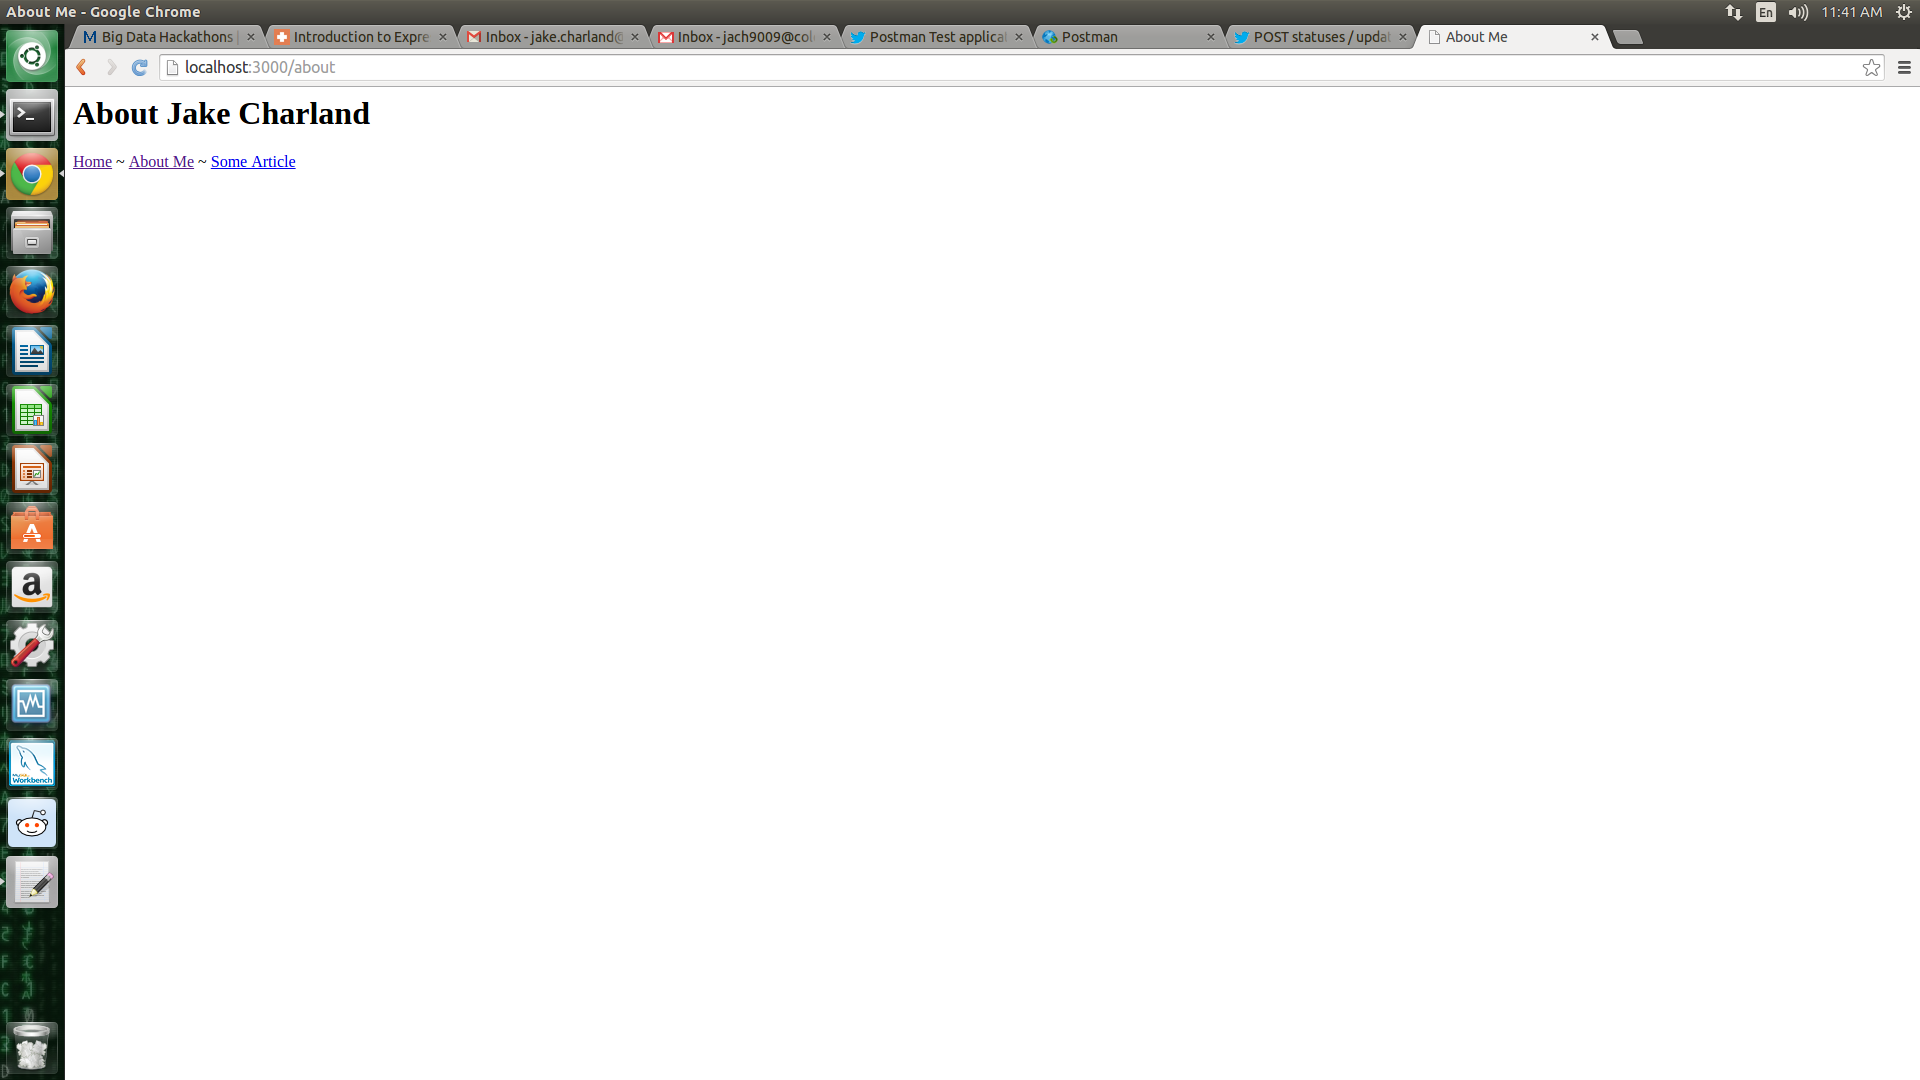 About Me - Google Chrome
En
11:41 AM
Big Data Hackathons
Introduction to Expre
Inbox - jake.charland@
Inbox - jach9009@col
Postman Test applicat
Postman
POST statuses / updat
About Me
localhost:3000/about
About Jake Charland
Home ~ About Me ~ Some Article
Workbench